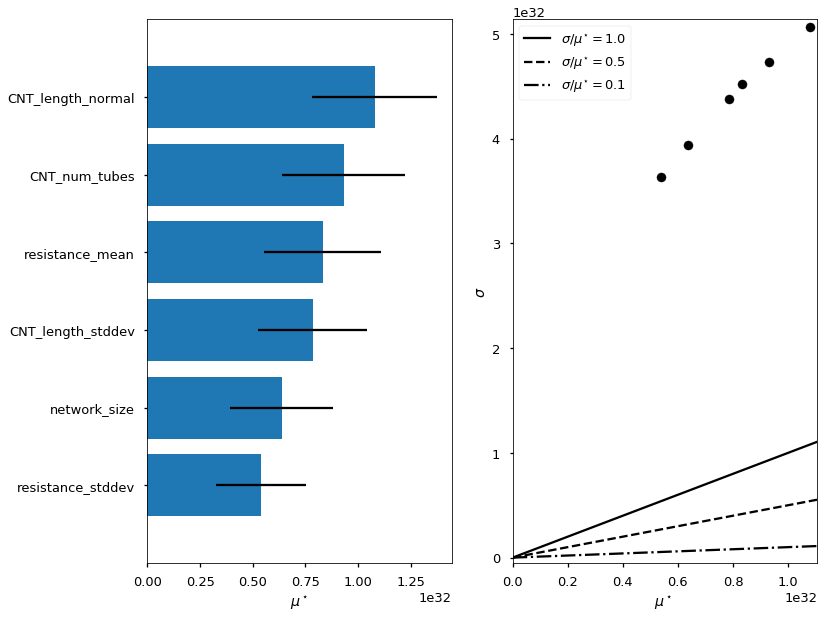 CNT_length_normal
CNT_num_tubes
resistance_mean
CNT_length_stddev
network_size
resistance_stddev
0.00 0.25 0.50 0.75 1.00 1.25
1e32
μ⋆
1e32
σ/μ⋆ = 1.0
σ/μ⋆ = 0.5
σ/μ⋆ = 0.1
5
4
3
2
1
0
σ
0.0 0.2 0.4 0.6 0.8 1.0
1e32
μ⋆